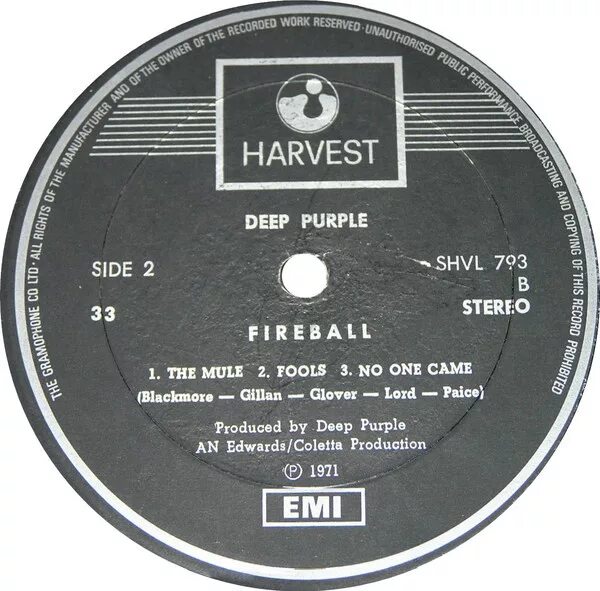 THE GRAMOPHONE CO LTD · ALL RIGHTS OF THE MANUFACTURER AND OF THE OWNER OF THE RECORDED WORK RESERVED · UNAUTHORISED PUBLIC PERFORMANCE BROADCASTING AND COPYING OF THIS RECORD PROHIBITED
HARVEST
DEEP PURPLE
SIDE 2
SHVL 793
B
33
STEREO
FIREBALL
1. THE MULE 2. FOOLS 3. NO ONE CAME
(Blackmore — Gillan — Glover — Lord — Paice)
Produced by Deep Purple
AN Edwards/Coletta Production
Ⓟ 1971
EMI